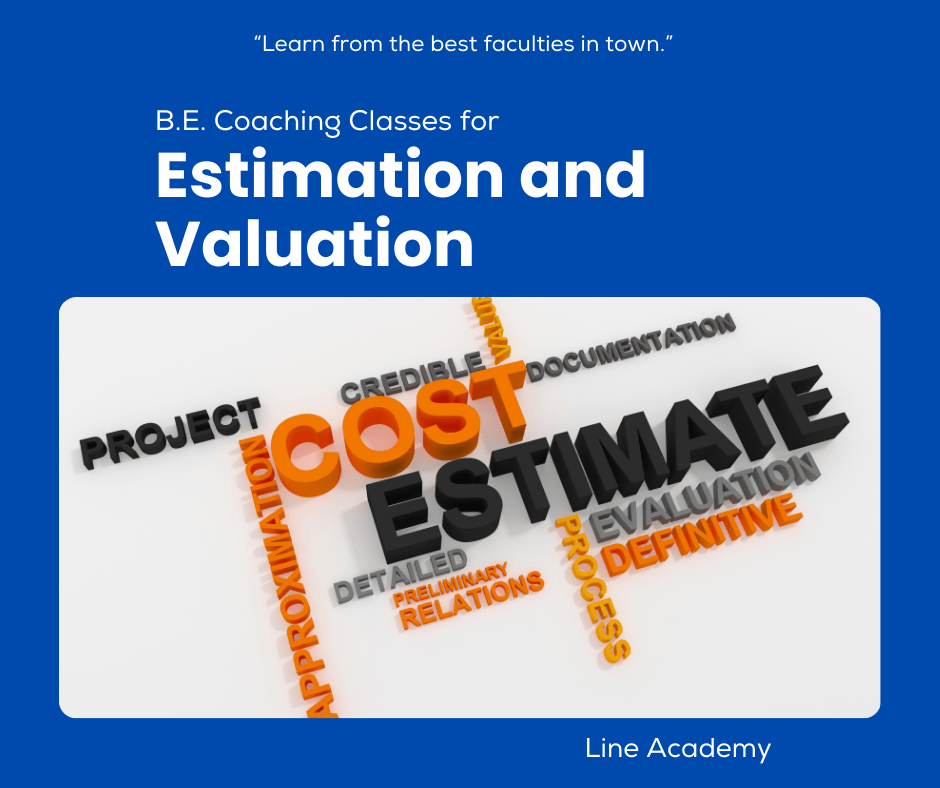 “Learn from the best faculties in town.”
B.E. Coaching Classes for
Estimation and
Valuation
PROJECT
CREDIBLE
DOCUMENTATION
COST
ESTIMATE
APPROXIMATION
EVALUATION
DEFINITIVE
DETAILED
PRELIMINARY
RELATIONS
PROCESS
Line Academy